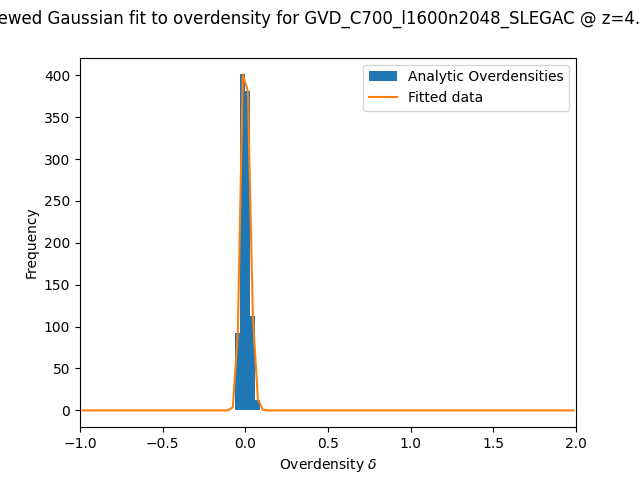 ewed Gaussian fit to overdensity for GVD_C700_l1600n2048_SLEGAC @ z=4.
Analytic Overdensities
Fitted data
Frequency
400
350
300
250
200
150
100
50
0
−1.0 −0.5 0.0 0.5 1.0 1.5 2.0
Overdensity δ